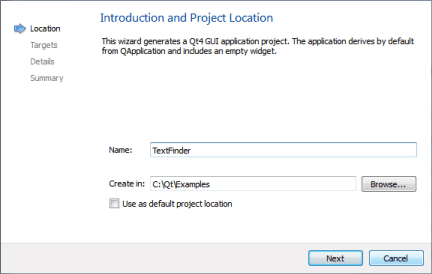 Location
Targets
Details
Summary
Introduction and Project Location
This wizard generates a Qt4 GUI application project. The application derives by default
from QApplication and includes an empty widget.
Name: TextFinder
Create in: C:\Qt\Examples Browse...
Use as default project location
Next Cancel